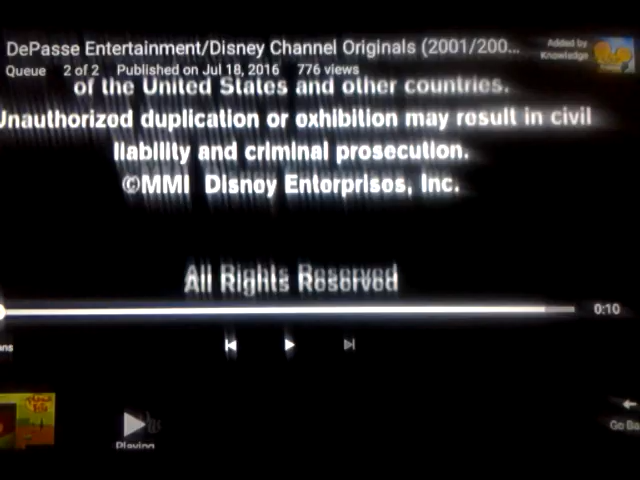 DePasse Entertainment/Disney Channel Originals (2001/200...
Added by
Knowledge
Queue 2 of 2 Published on Jul 18, 2016 776 views
of the United States and other countries.
Unauthorized duplication or exhibition may result in civil
liability and criminal prosecution.
©MMI Disney Enterprises, Inc.
All Rights Reserved
0:10
ons
Playing
Go Ba